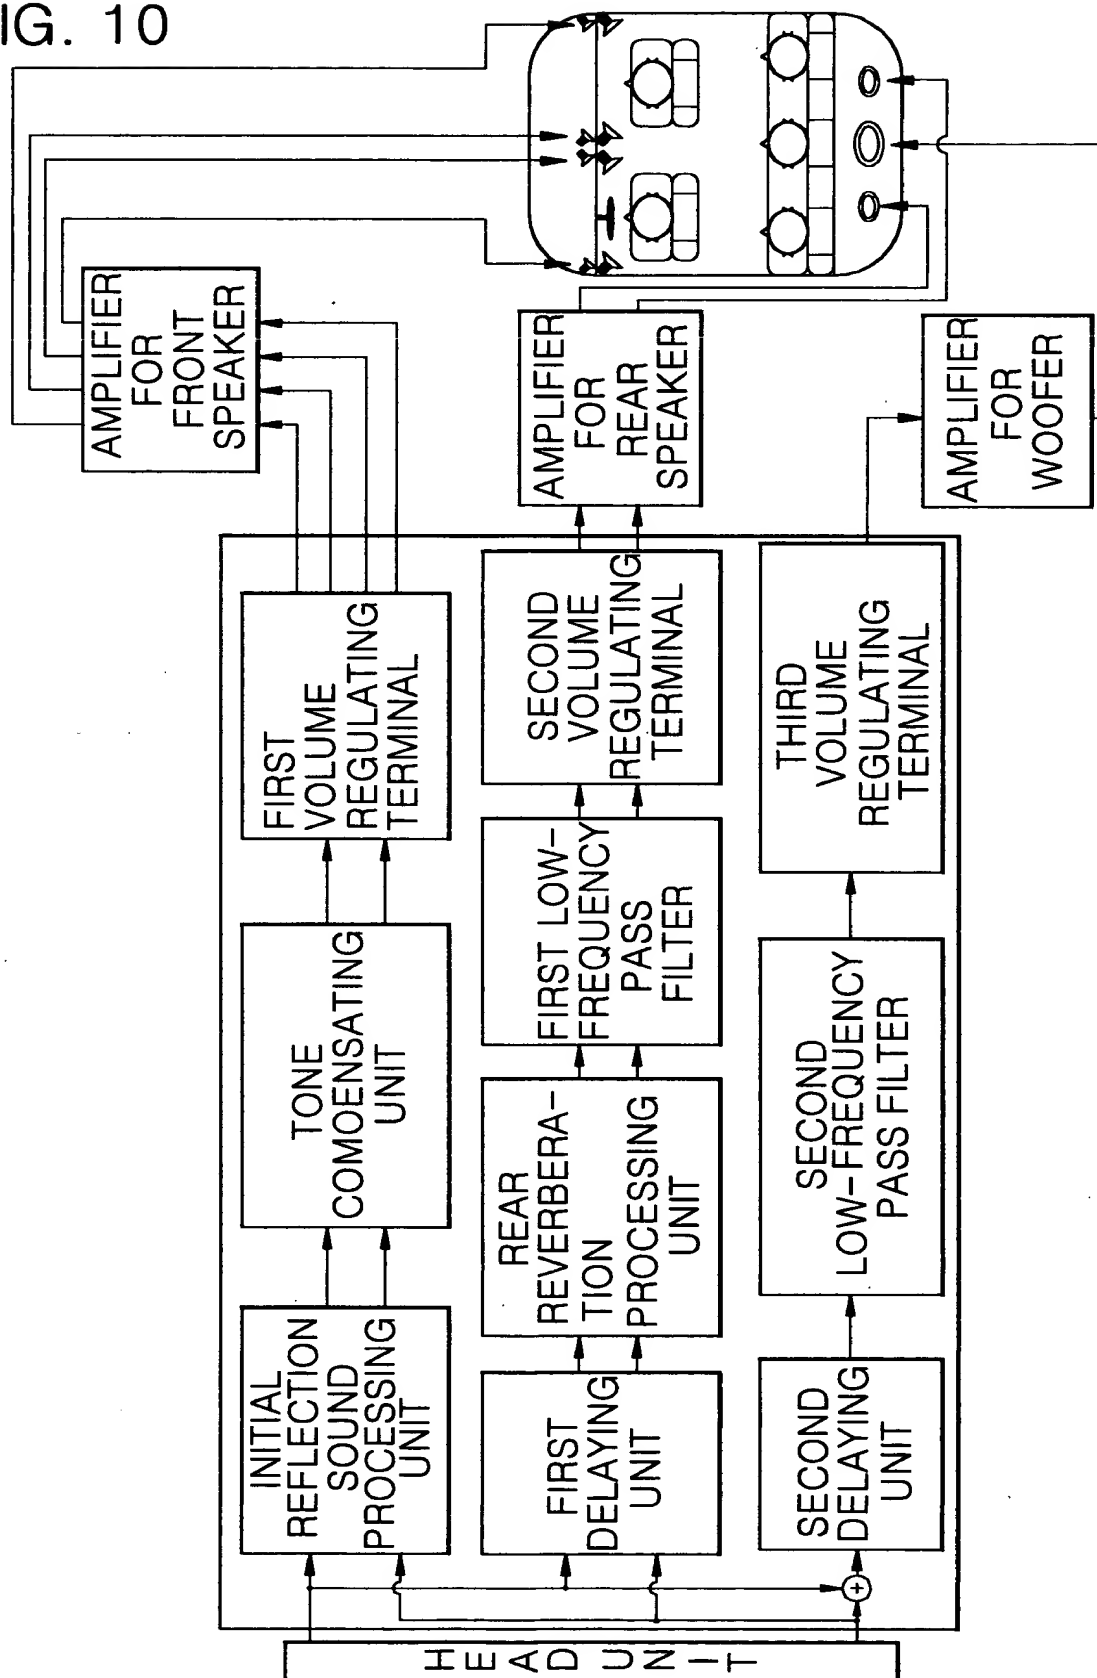 IG. 10
HEAD UNIT
INITIAL
REFLECTION
SOUND
PROCESSING
UNIT
TONE
COMOENSATING
UNIT
FIRST
VOLUME
REGULATING
TERMINAL
AMPLIFIER
FOR
FRONT
SPEAKER
FIRST
DELAYING
UNIT
REAR
REVERBERA-
TION
PROCESSING
UNIT
FIRST LOW-
FREQUENCY
PASS
FILTER
SECOND
VOLUME
REGULATING
TERMINAL
AMPLIFIER
FOR
REAR
SPEAKER
+
SECOND
DELAYING
UNIT
SECOND
LOW-FREQUENCY
PASS FILTER
THIRD
VOLUME
REGULATING
TERMINAL
AMPLIFIER
FOR
WOOFER